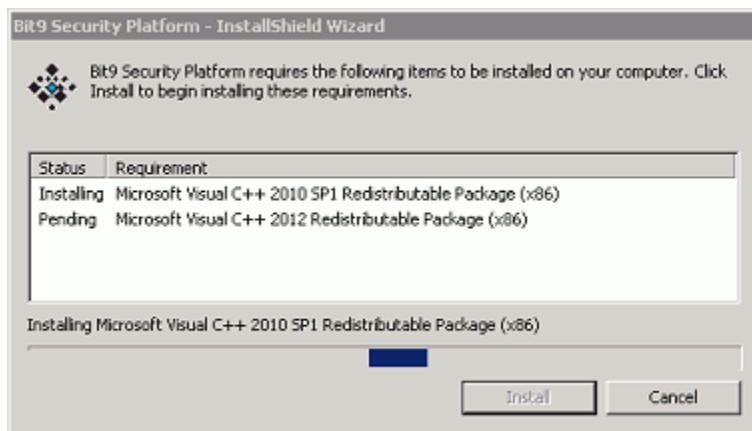 Bit9 Security Platform - InstallShield Wizard
Bit9 Security Platform requires the following items to be installed on your computer. Click
Install to begin installing these requirements.
Status Requirement
Installing Microsoft Visual C++ 2010 SP1 Redistributable Package (x86)
Pending Microsoft Visual C++ 2012 Redistributable Package (x86)
Installing Microsoft Visual C++ 2010 SP1 Redistributable Package (x86)
Install Cancel